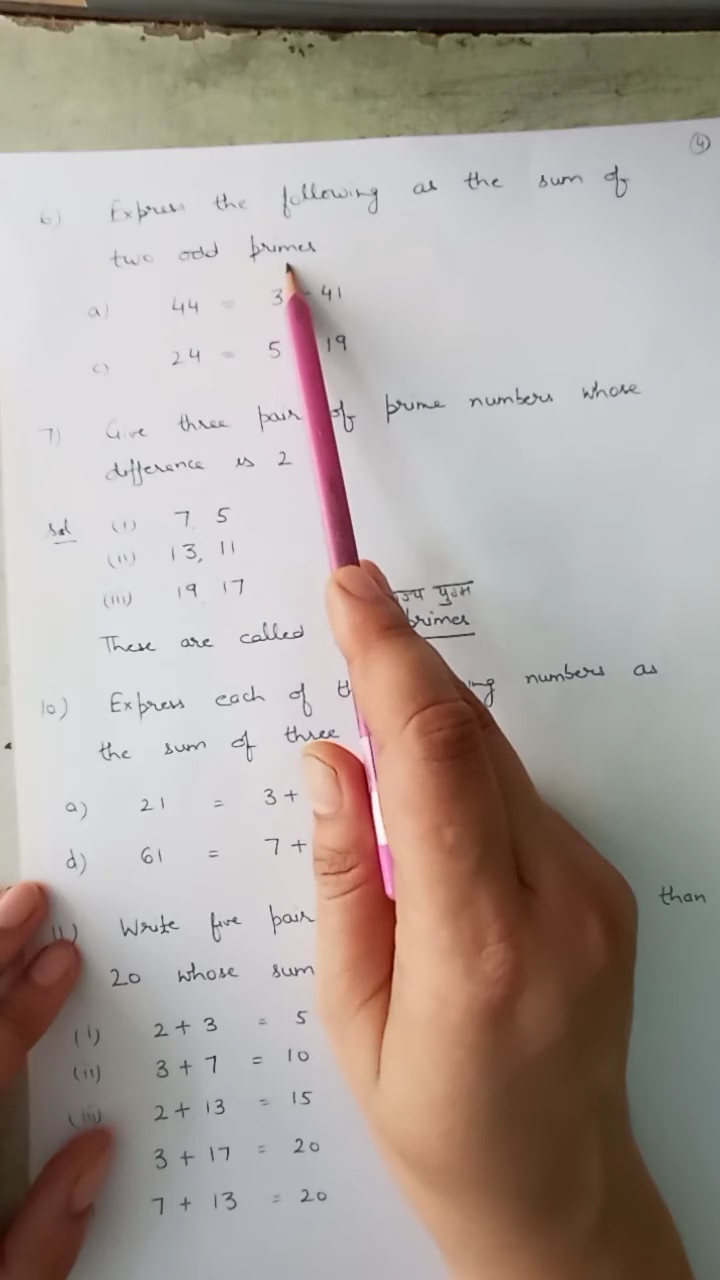 4
6) Express the following as the sum of
two odd primes
a) 44 = 3 + 41
c) 24 = 5 19
7) Give three pair of prime numbers whose
difference is 2
Sol (i) 7, 5
(ii) 13, 11
(iii) 19 17
युग्म
These are called primes
10) Express each of numbers as
the sum of three
a) 21 = 3 +
d) 61 = 7 +
11) Write five pair than
20 whose sum
(i) 2 + 3 = 5
(ii) 3 + 7 = 10
(iii) 2 + 13 = 15
3 + 17 = 20
7 + 13 = 20